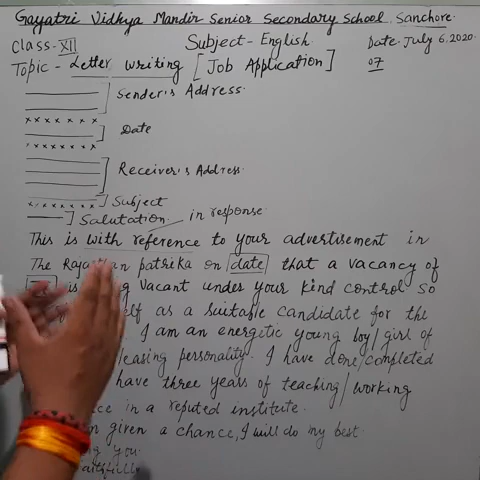 Gayatri Vidhya Mandir Senior Secondary School, Sanchore.
Class-XII Subject- English. Date. July 6.2020.
Topic - Letter writing [Job Application] 07
Sender's Address
x x x x x x x
Date
x x x x x x x
Receiver's Address
x x x x x x x Subject
Salutation in response
This is with reference to your advertisement in
The Rajasthan patrika on date that a vacancy of
is vacant under your kind control so
as a suitable candidate for the
I am an energetic young boy/girl of
personality. I have done/completed
have three years of teaching/working
in a reputed institute.
given a chance, I will do my best.
you